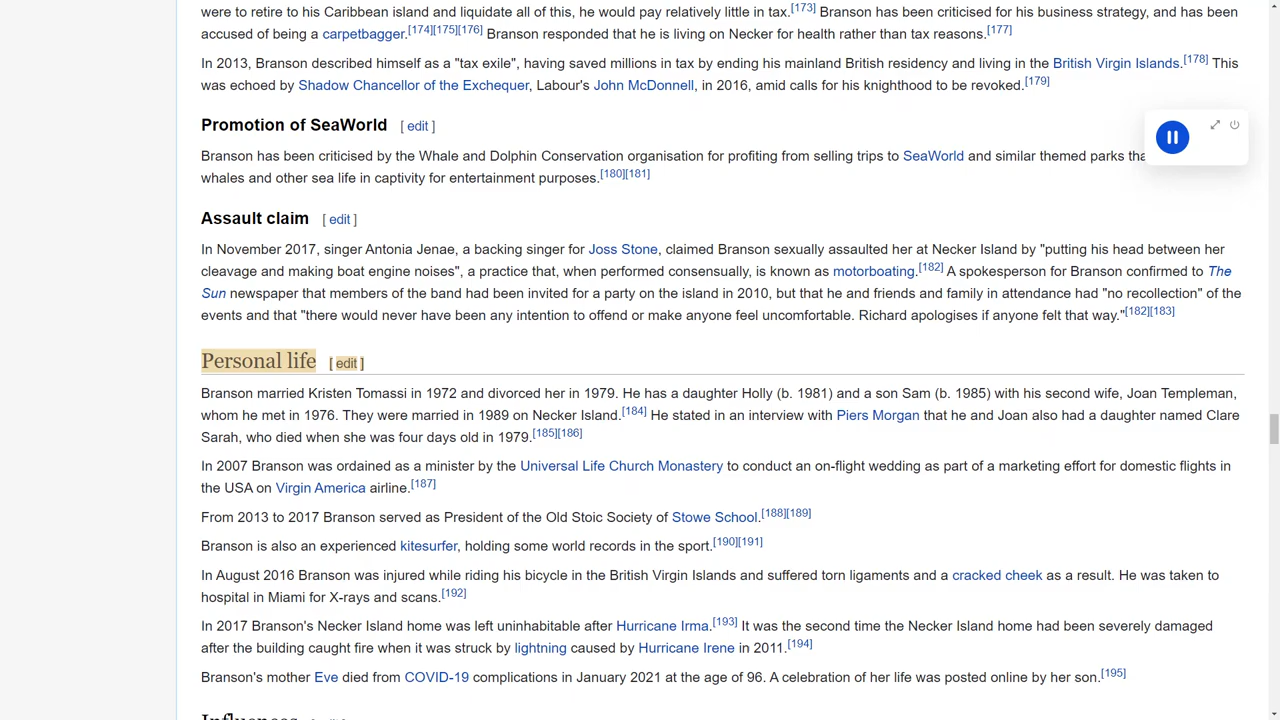 were to retire to his Caribbean island and liquidate all of this, he would pay relatively little in tax.[173] Branson has been criticised for his business strategy, and has been
accused of being a carpetbagger.[174][175][176] Branson responded that he is living on Necker for health rather than tax reasons.[177]
In 2013, Branson described himself as a "tax exile", having saved millions in tax by ending his mainland British residency and living in the British Virgin Islands.[178] This
was echoed by Shadow Chancellor of the Exchequer, Labour's John McDonnell, in 2016, amid calls for his knighthood to be revoked.[179]
Promotion of SeaWorld [ edit ]
Branson has been criticised by the Whale and Dolphin Conservation organisation for profiting from selling trips to SeaWorld and similar themed parks
whales and other sea life in captivity for entertainment purposes.[180][181]
Assault claim [ edit ]
In November 2017, singer Antonia Jenae, a backing singer for Joss Stone, claimed Branson sexually assaulted her at Necker Island by "putting his head between her
cleavage and making boat engine noises", a practice that, when performed consensually, is known as motorboating.[182] A spokesperson for Branson confirmed to The
Sun newspaper that members of the band had been invited for a party on the island in 2010, but that he and friends and family in attendance had "no recollection" of the
events and that "there would never have been any intention to offend or make anyone feel uncomfortable. Richard apologises if anyone felt that way."[182][183]
Personal life [ edit ]
Branson married Kristen Tomassi in 1972 and divorced her in 1979. He has a daughter Holly (b. 1981) and a son Sam (b. 1985) with his second wife, Joan Templeman,
whom he met in 1976. They were married in 1989 on Necker Island.[184] He stated in an interview with Piers Morgan that he and Joan also had a daughter named Clare
Sarah, who died when she was four days old in 1979.[185][186]
In 2007 Branson was ordained as a minister by the Universal Life Church Monastery to conduct an on-flight wedding as part of a marketing effort for domestic flights in
the USA on Virgin America airline.[187]
From 2013 to 2017 Branson served as President of the Old Stoic Society of Stowe School.[188][189]
Branson is also an experienced kitesurfer, holding some world records in the sport.[190][191]
In August 2016 Branson was injured while riding his bicycle in the British Virgin Islands and suffered torn ligaments and a cracked cheek as a result. He was taken to
hospital in Miami for X-rays and scans.[192]
In 2017 Branson's Necker Island home was left uninhabitable after Hurricane Irma.[193] It was the second time the Necker Island home had been severely damaged
after the building caught fire when it was struck by lightning caused by Hurricane Irene in 2011.[194]
Branson's mother Eve died from COVID-19 complications in January 2021 at the age of 96. A celebration of her life was posted online by her son.[195]